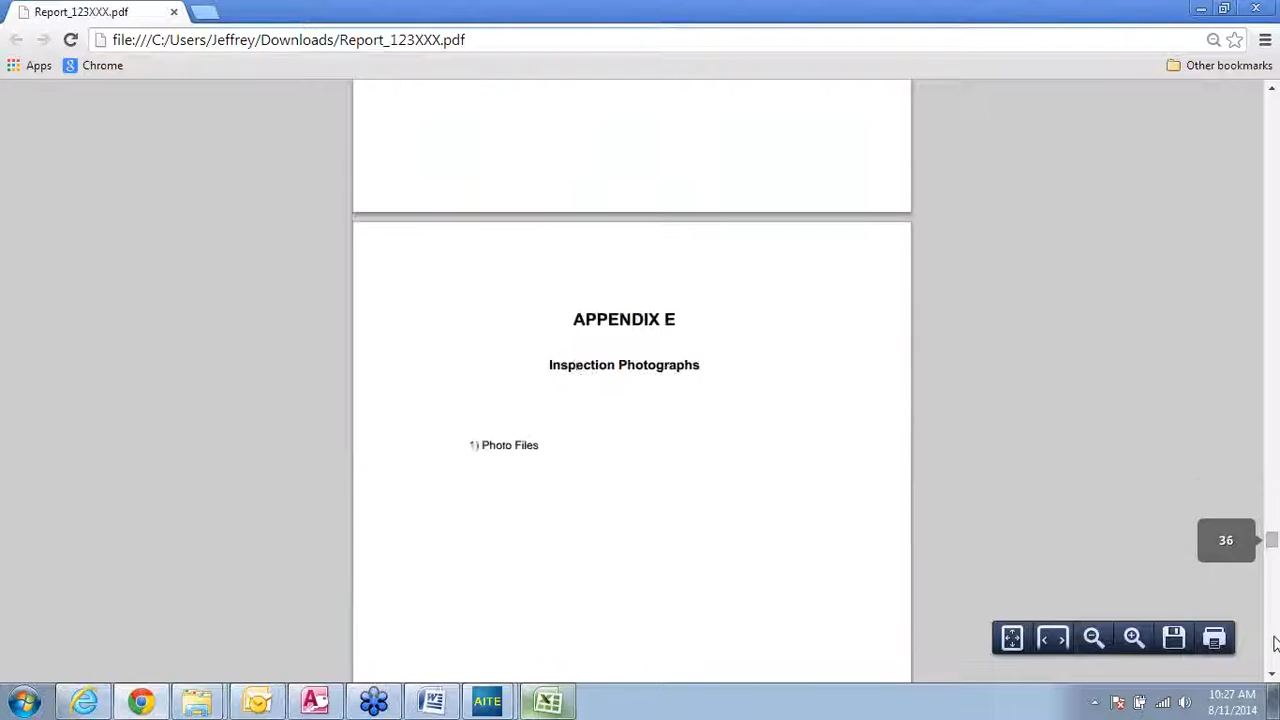 Report_123XXX.pdf
file:///C:/Users/Jeffrey/Downloads/Report_123XXX.pdf
Apps
Chrome
Other bookmarks
APPENDIX E
Inspection Photographs
1) Photo Files
36
AITE
10:27 AM
8/11/2014